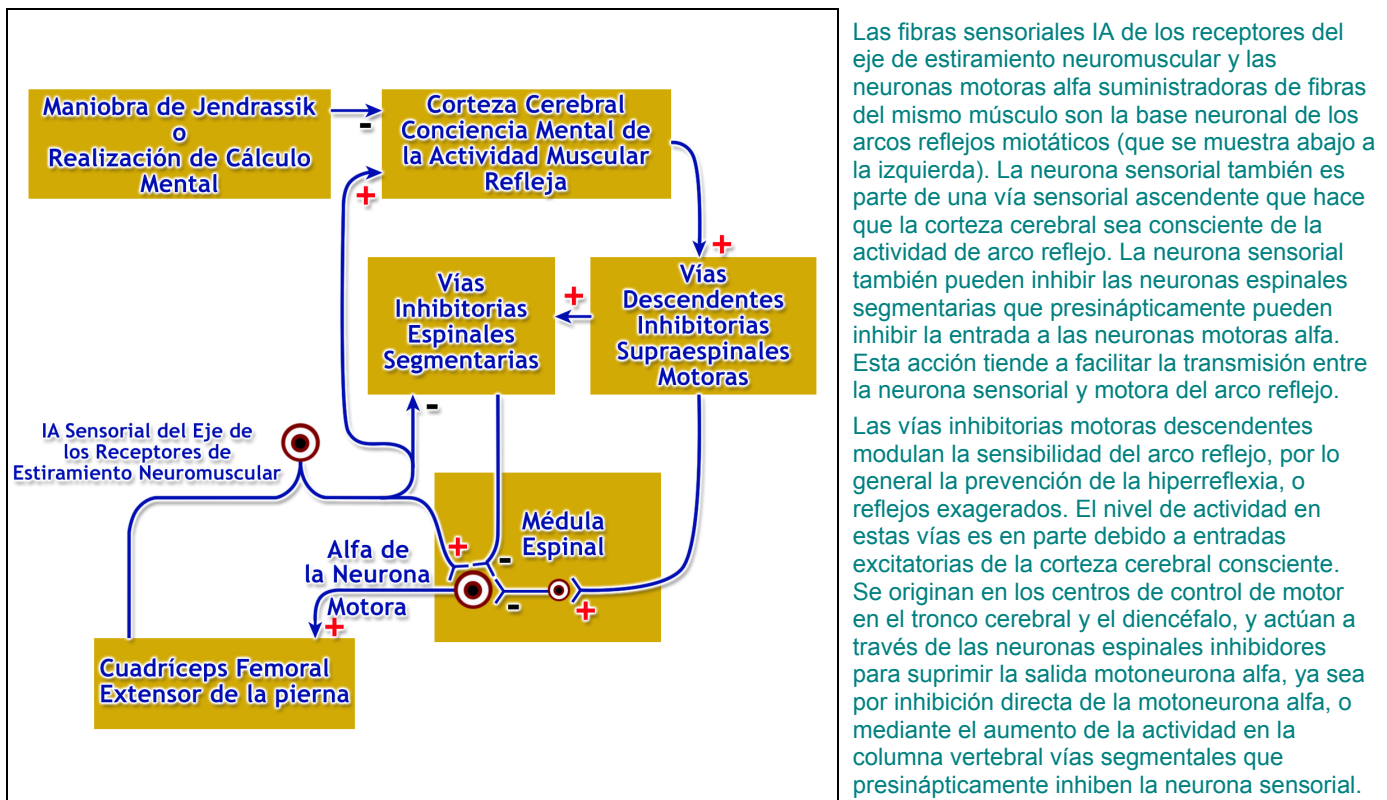 Maniobra de Jendrassik
o
Realización de Cálculo
Mental
-
Corteza Cerebral
Conciencia Mental de
la Actividad Muscular
Refleja
+
+
Vías
Inhibitorias
Espinales
Segmentarias
+
Vías
Descendentes
Inhibitorias
Supraespinales
Motoras
-
IA Sensorial del Eje de
los Receptores de
Estiramiento Neuromuscular
Médula
Espinal
+
-
-
+
Alfa de
la Neurona
Motora
+
Cuadríceps Femoral
Extensor de la pierna
Las fibras sensoriales IA de los receptores del
eje de estiramiento neuromuscular y las
neuronas motoras alfa suministradoras de fibras
del mismo músculo son la base neuronal de los
arcos reflejos miotáticos (que se muestra abajo a
la izquierda). La neurona sensorial también es
parte de una vía sensorial ascendente que hace
que la corteza cerebral sea consciente de la
actividad de arco reflejo. La neurona sensorial
también pueden inhibir las neuronas espinales
segmentarias que presinápticamente pueden
inhibir la entrada a las neuronas motoras alfa.
Esta acción tiende a facilitar la transmisión entre
la neurona sensorial y motora del arco reflejo.
Las vías inhibitorias motoras descendentes
modulan la sensibilidad del arco reflejo, por lo
general la prevención de la hiperreflexia, o
reflejos exagerados. El nivel de actividad en
estas vías es en parte debido a entradas
excitatorias de la corteza cerebral consciente.
Se originan en los centros de control de motor
en el tronco cerebral y el diencéfalo, y actúan a
través de las neuronas espinales inhibidores
para suprimir la salida motoneurona alfa, ya sea
por inhibición directa de la motoneurona alfa, o
mediante el aumento de la actividad en la
columna vertebral vías segmentales que
presinápticamente inhiben la neurona sensorial.